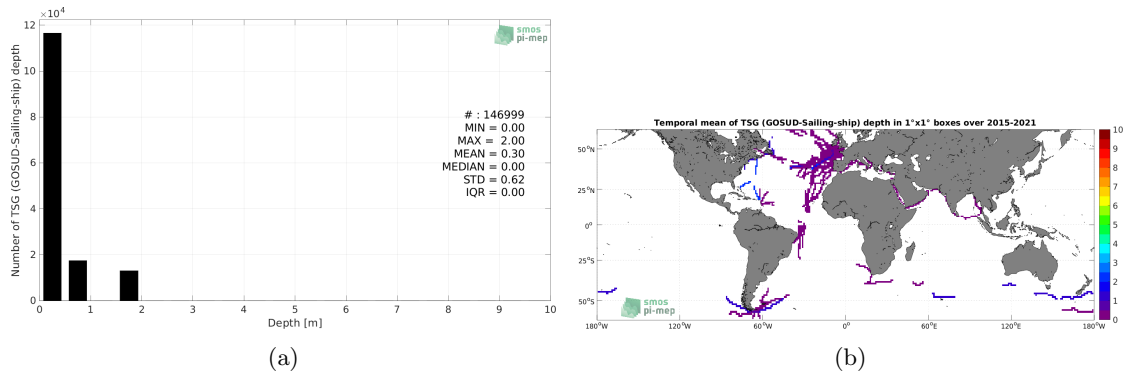 ×10⁴
12
10
8
6
4
2
0
Number of TSG (GOSUD-Sailing-ship) depth
0 1 2 3 4 5 6 7 8 9 10
Depth [m]
smos
pi-mep
# : 146999
MIN = 0.00
MAX = 2.00
MEAN = 0.30
MEDIAN = 0.00
STD = 0.62
IQR = 0.00
(a)
Temporal mean of TSG (GOSUD-Sailing-ship) depth in 1°x1° boxes over 2015-2021
50°N
25°N
0°
25°S
50°S
180°W 120°W 60°W 0° 60°E 120°E 180°W
smos
pi-mep
10
9
8
7
6
5
4
3
2
1
0
(b)